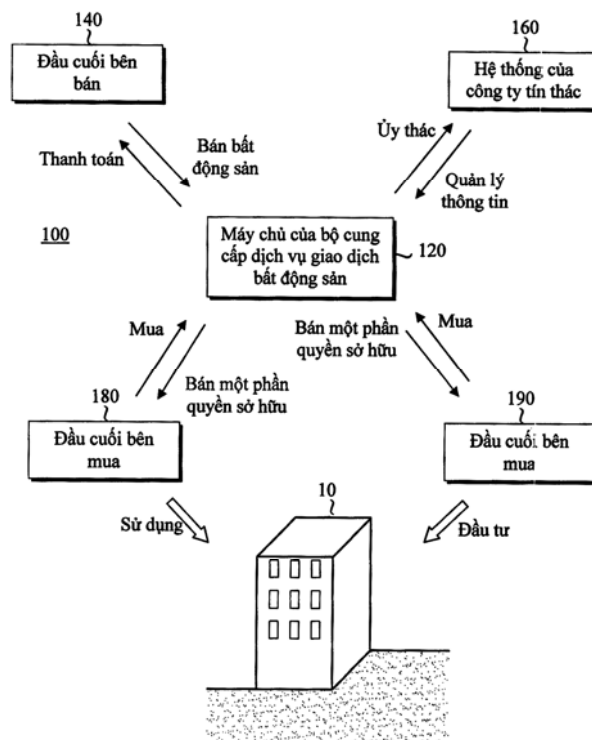 140
Đầu cuối bên
bán
160
Hệ thống của
công ty tín thác
Thanh toán
Bán bất
động sản
Ủy thác
Quản lý
thông tin
100
Máy chủ của bộ cung
cấp dịch vụ giao dịch
bất động sản
120
Mua
Bán một phần
quyền sở hữu
Bán một phần
quyền sở hữu
Mua
180
Đầu cuối bên
mua
190
Đầu cuối bên
mua
Sử dụng
10
Đầu tư